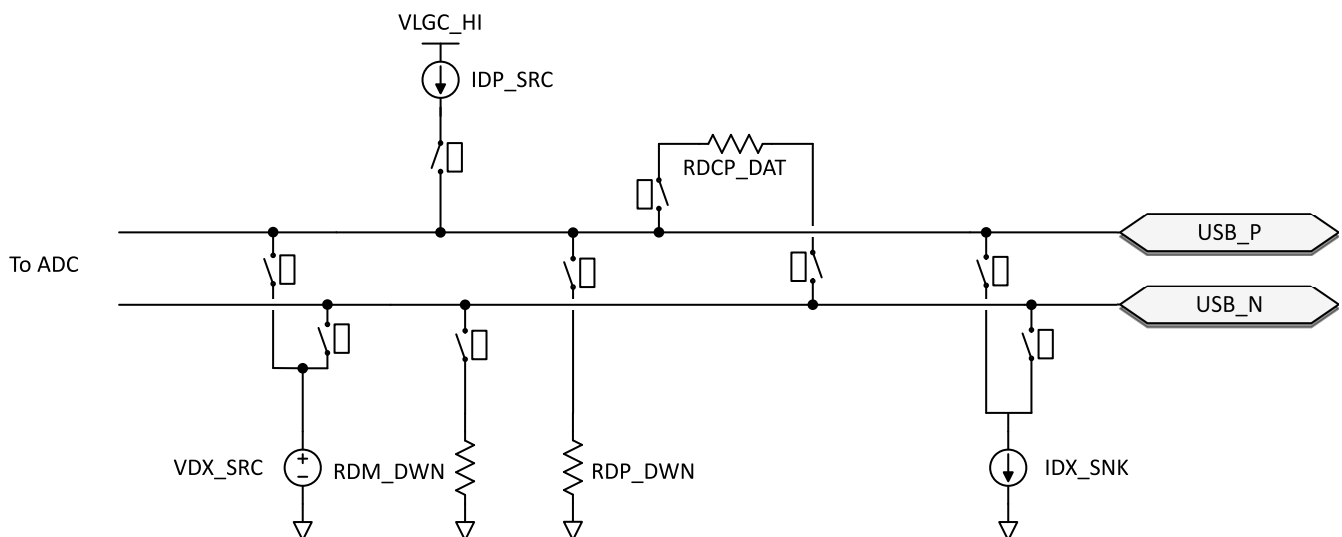 VLGC_HI
IDP_SRC
RDCP_DAT
USB_P
To ADC
USB_N
VDX_SRC
+
−
RDM_DWN
RDP_DWN
IDX_SNK